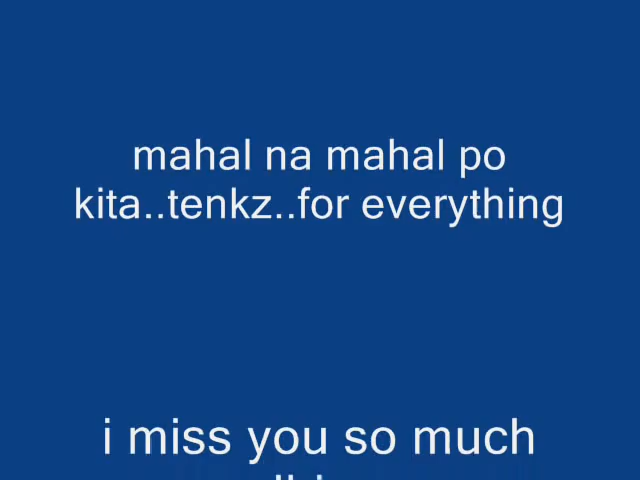 mahal na mahal po
kita..tenkz..for everything
i miss you so much